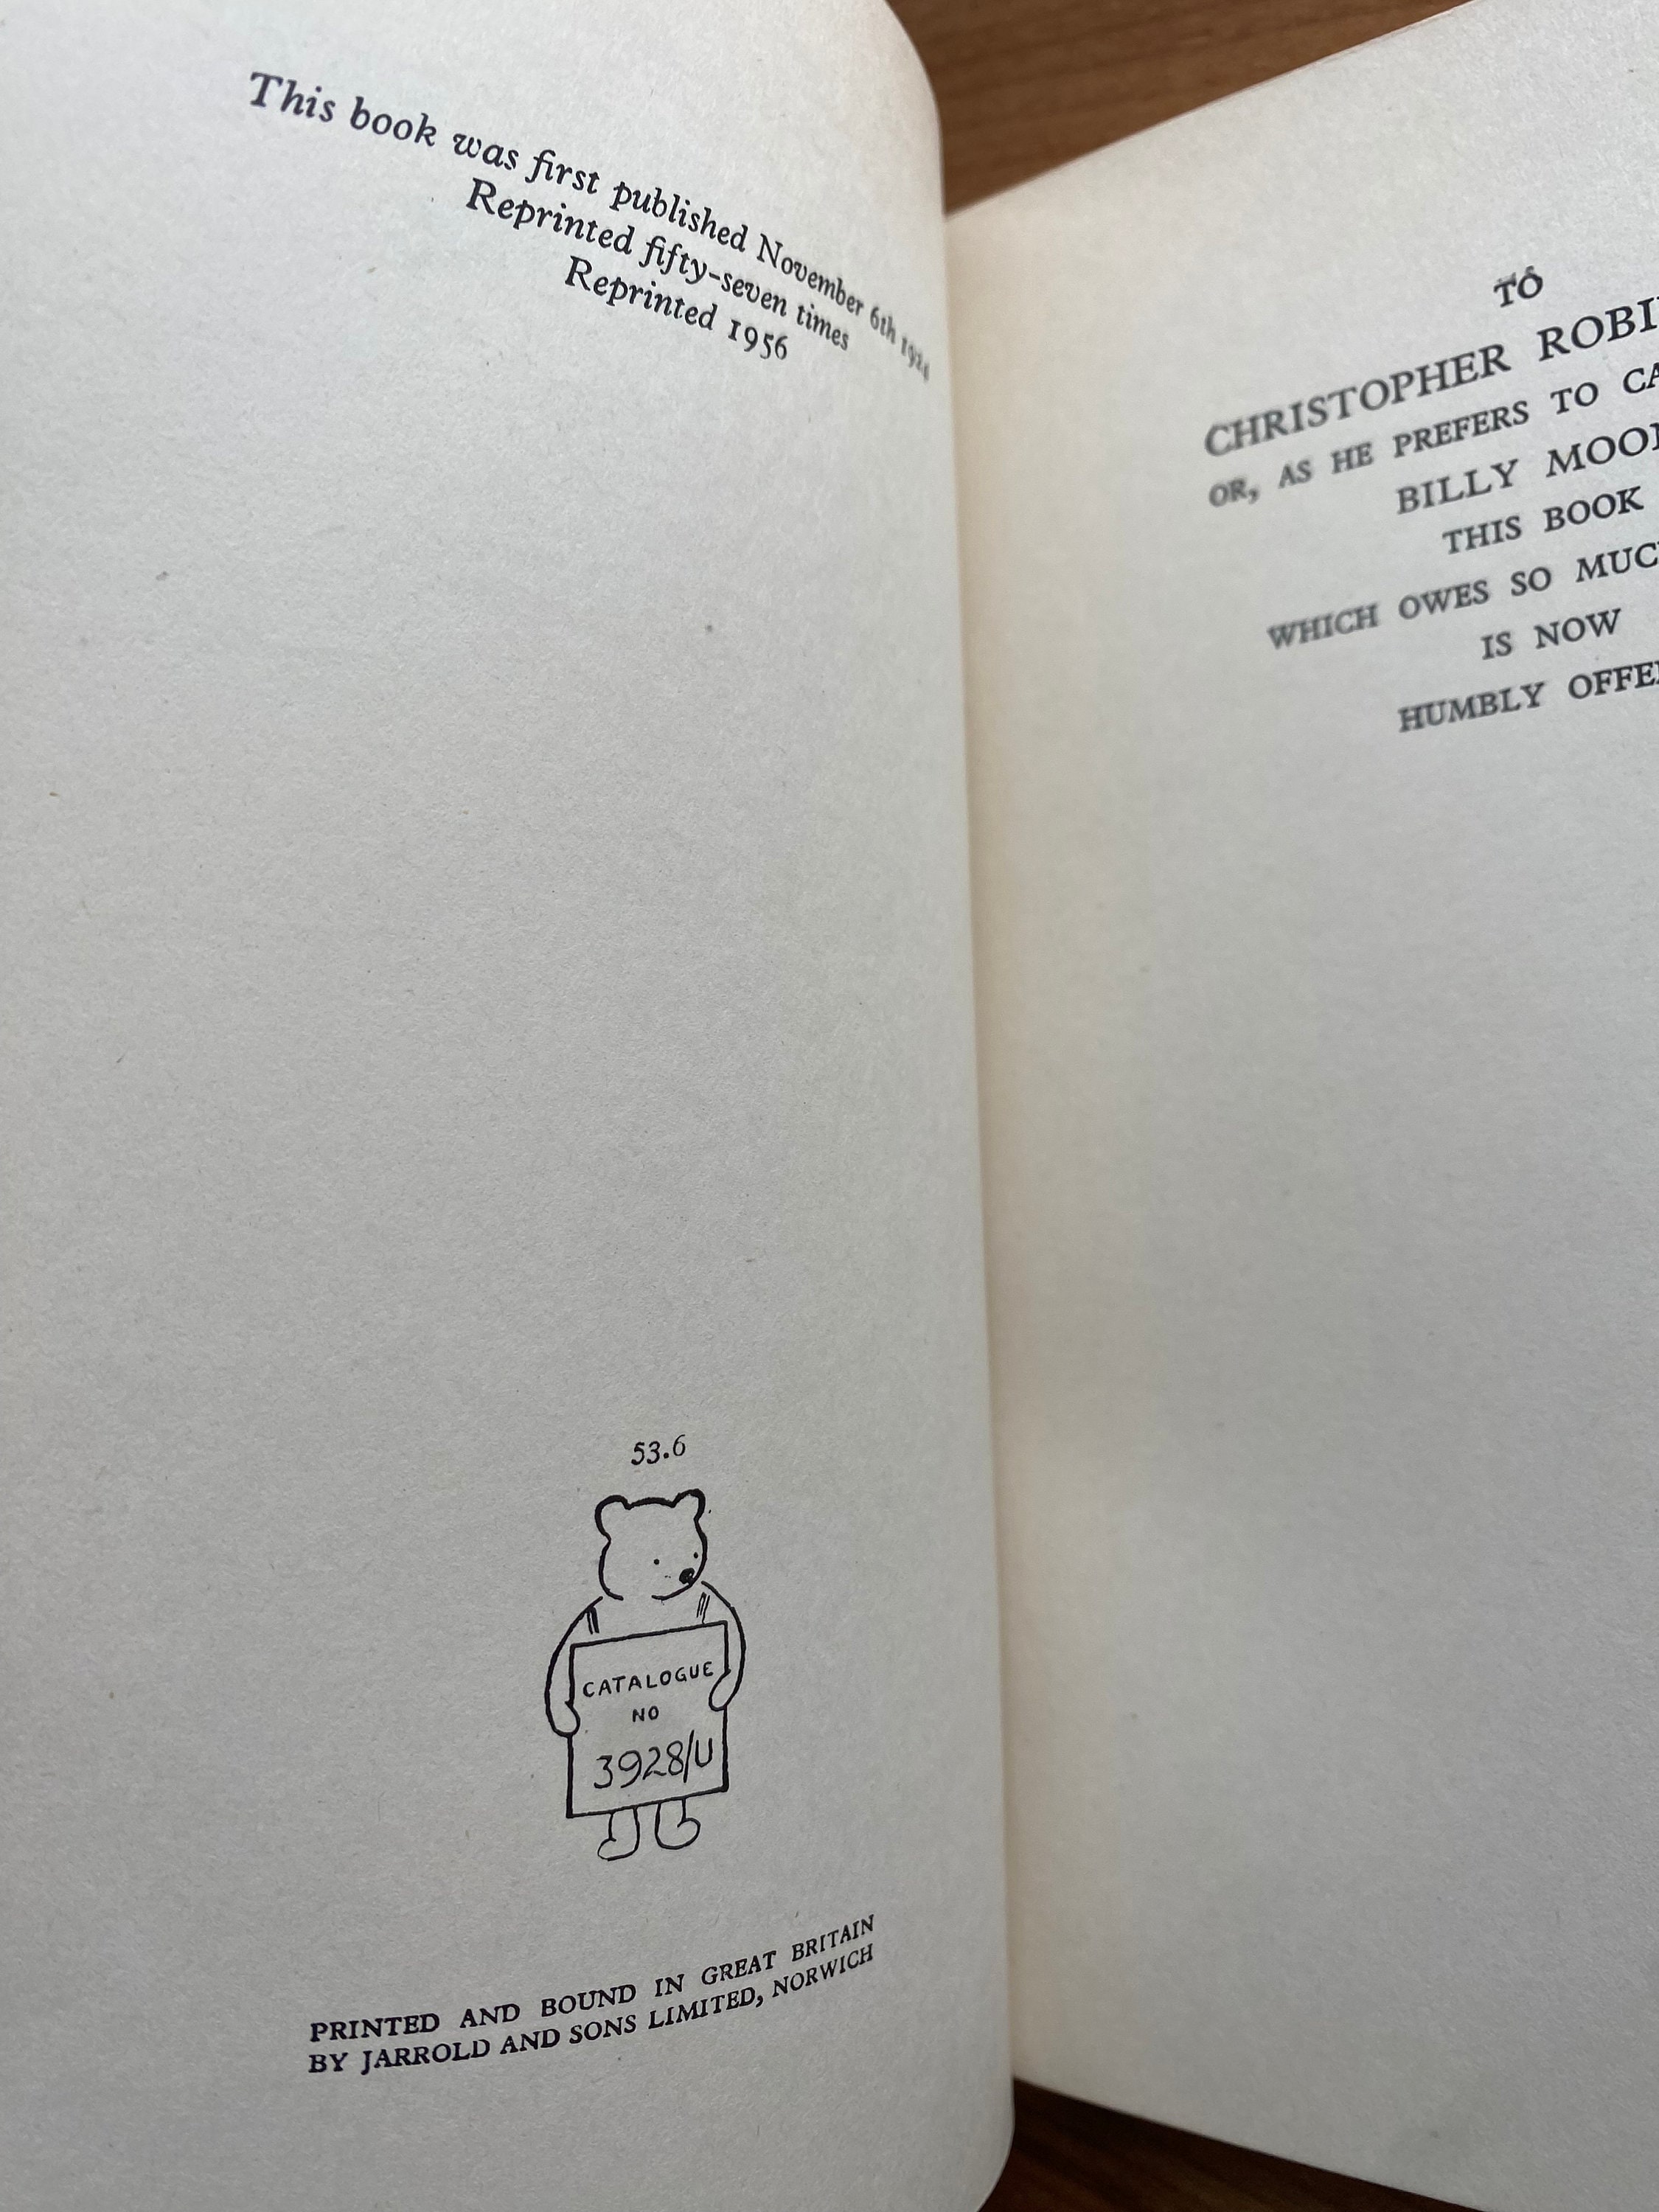 This book was first published November 6th 1924
Reprinted fifty-seven times
Reprinted 1956
53.6
CATALOGUE
NO
3928/U
PRINTED AND BOUND IN GREAT BRITAIN
BY JARROLD AND SONS LIMITED, NORWICH
TO
CHRISTOPHER ROBI
OR, AS HE PREFERS TO CA
BILLY MOON
THIS BOOK
WHICH OWES SO MUC
IS NOW
HUMBLY OFFE